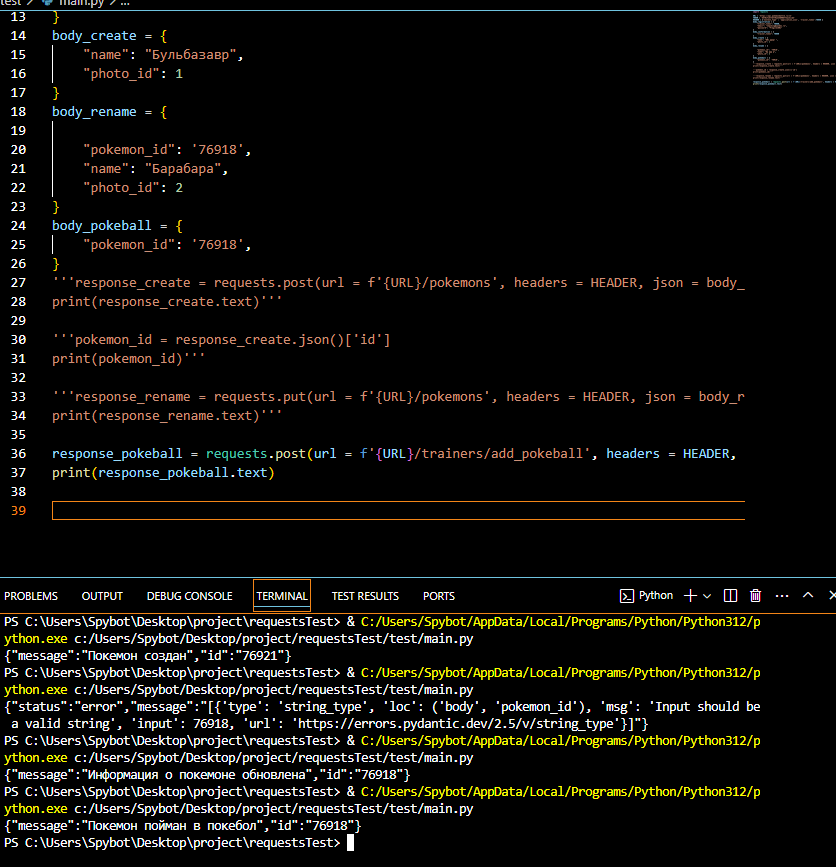 test > main.py > ...
13 }
14 body_create = {
15 "name": "Бульбазавр",
16 "photo_id": 1
17 }
18 body_rename = {
19
20 "pokemon_id": '76918',
21 "name": "Барабара",
22 "photo_id": 2
23 }
24 body_pokeball = {
25 "pokemon_id": '76918',
26 }
27 '''response_create = requests.post(url = f'{URL}/pokemons', headers = HEADER, json = body_
28 print(response_create.text)'''
29
30 '''pokemon_id = response_create.json()['id']
31 print(pokemon_id)'''
32
33 '''response_rename = requests.put(url = f'{URL}/pokemons', headers = HEADER, json = body_r
34 print(response_rename.text)'''
35
36 response_pokeball = requests.post(url = f'{URL}/trainers/add_pokeball', headers = HEADER,
37 print(response_pokeball.text)
38
39
PROBLEMS OUTPUT DEBUG CONSOLE TERMINAL TEST RESULTS PORTS Python
PS C:\Users\Spybot\Desktop\project\requestsTest> & C:/Users/Spybot/AppData/Local/Programs/Python/Python312/p
ython.exe c:/Users/Spybot/Desktop/project/requestsTest/test/main.py
{"message":"Покемон создан","id":"76921"}
PS C:\Users\Spybot\Desktop\project\requestsTest> & C:/Users/Spybot/AppData/Local/Programs/Python/Python312/p
ython.exe c:/Users/Spybot/Desktop/project/requestsTest/test/main.py
{"status":"error","message":"[{'type': 'string_type', 'loc': ('body', 'pokemon_id'), 'msg': 'Input should be
a valid string', 'input': 76918, 'url': 'https://errors.pydantic.dev/2.5/v/string_type'}]"}
PS C:\Users\Spybot\Desktop\project\requestsTest> & C:/Users/Spybot/AppData/Local/Programs/Python/Python312/p
ython.exe c:/Users/Spybot/Desktop/project/requestsTest/test/main.py
{"message":"Информация о покемоне обновлена","id":"76918"}
PS C:\Users\Spybot\Desktop\project\requestsTest> & C:/Users/Spybot/AppData/Local/Programs/Python/Python312/p
ython.exe c:/Users/Spybot/Desktop/project/requestsTest/test/main.py
{"message":"Покемон пойман в покебол","id":"76918"}
PS C:\Users\Spybot\Desktop\project\requestsTest>